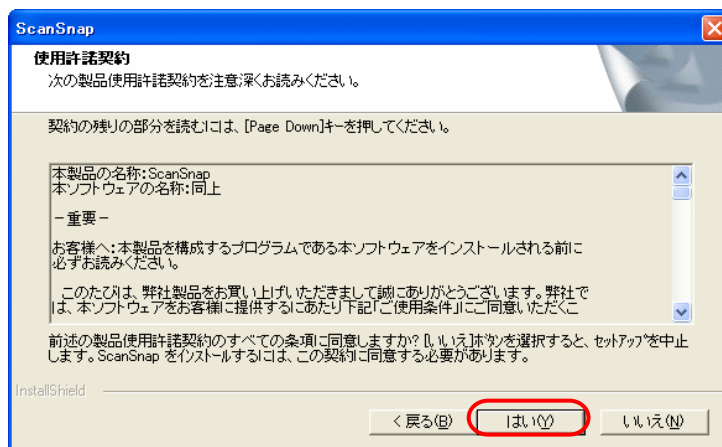 ScanSnap
使用許諾契約
次の製品使用許諾契約を注意深くお読みください。
契約の残りの部分を読むには、[Page Down]キーを押してください。
本製品の名称:ScanSnap
本ソフトウェアの名称:同上
－重要－
お客様へ:本製品を構成するプログラムである本ソフトウェアをインストールされる前に
必ずお読みください。
このたびは、弊社製品をお買い上げいただきまして誠にありがとうございます。弊社で
は、本ソフトウェアをお客様に提供するにあたり下記「ご使用条件」にご同意いただくこ
前述の製品使用許諾契約のすべての条項に同意しますか? [いいえ]ボタンを選択すると、セットアップを中止
します。ScanSnap をインストールするには、この契約に同意する必要があります。
InstallShield
< 戻る(B) はい(Y) いいえ(N)